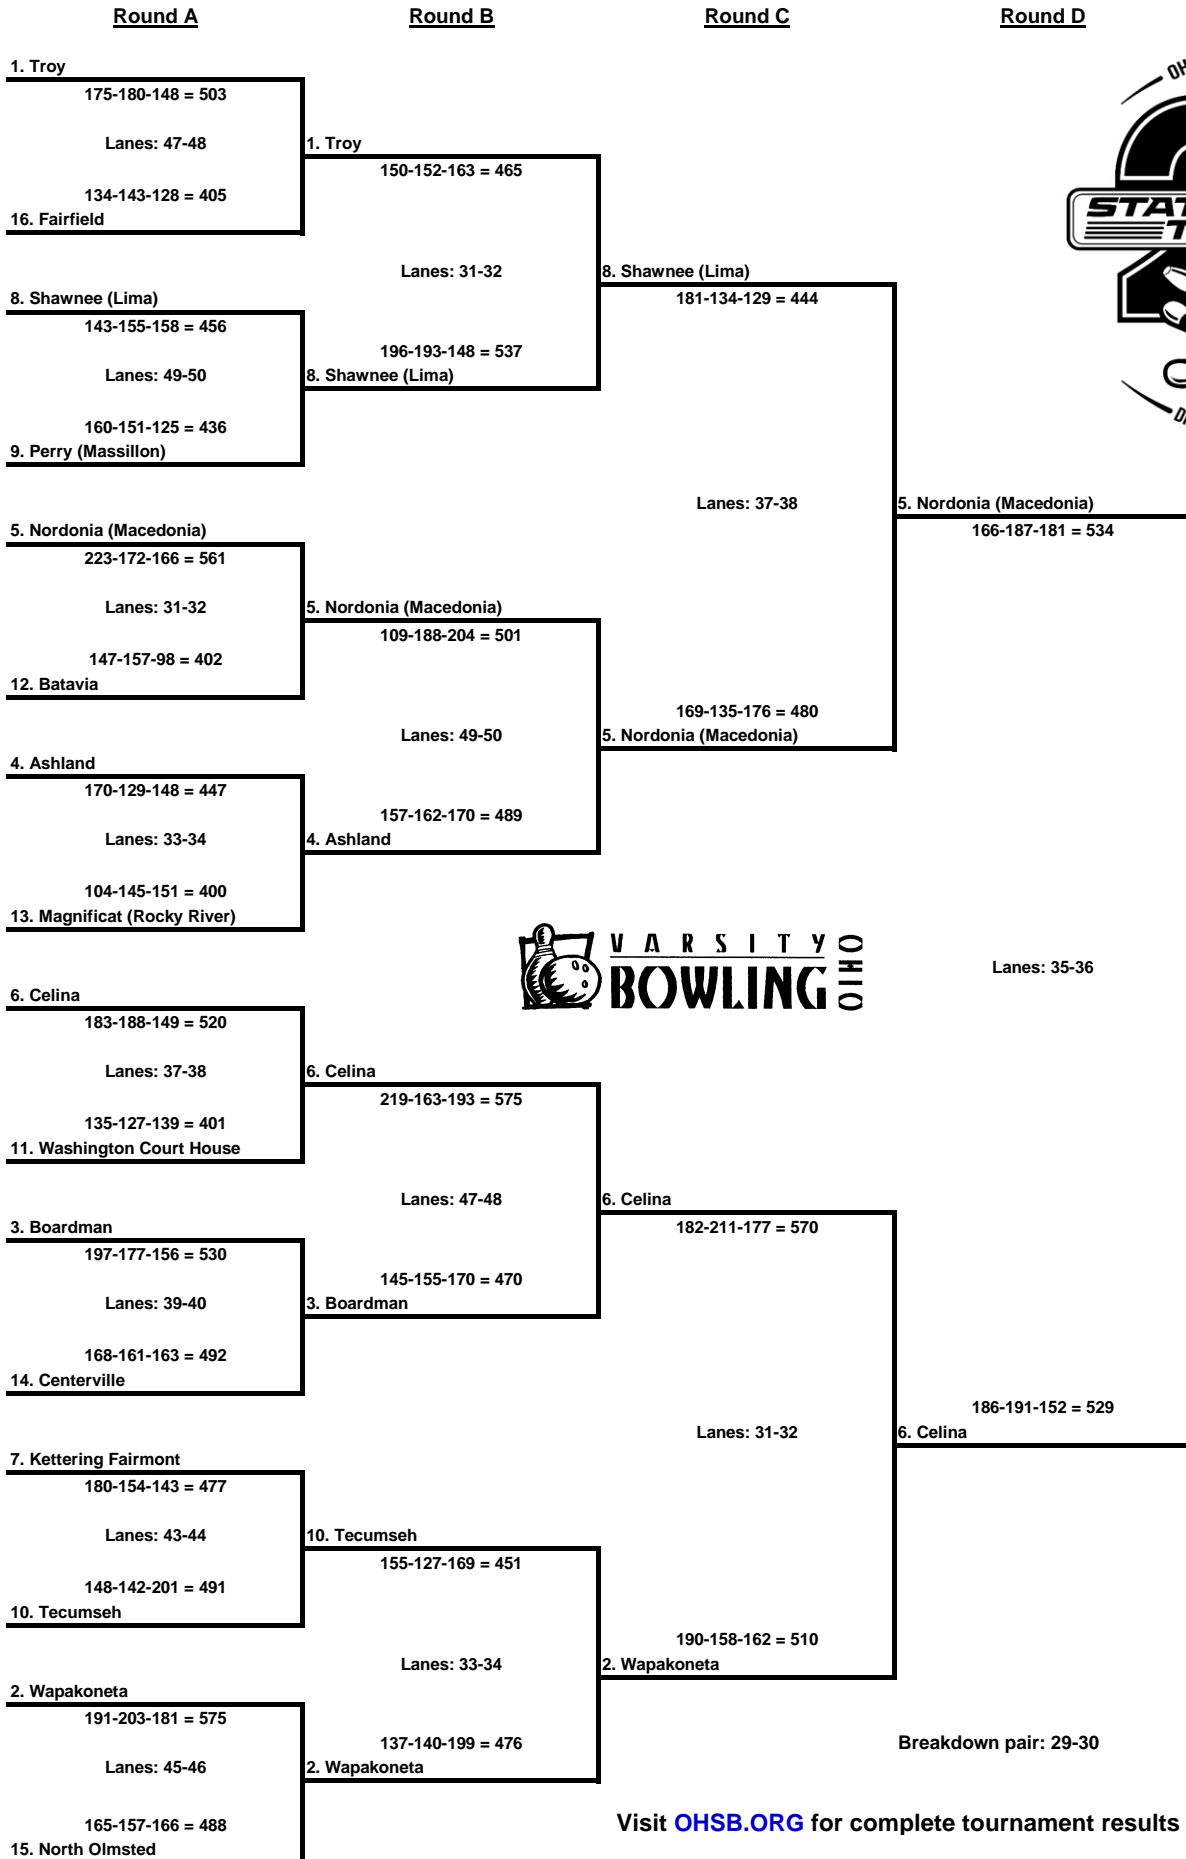 Round A
Round B
Round C
Round D
1. Troy
175-180-148 = 503
Lanes: 47-48
134-143-128 = 405
16. Fairfield
8. Shawnee (Lima)
143-155-158 = 456
Lanes: 49-50
160-151-125 = 436
9. Perry (Massillon)
5. Nordonia (Macedonia)
223-172-166 = 561
Lanes: 31-32
147-157-98 = 402
12. Batavia
4. Ashland
170-129-148 = 447
Lanes: 33-34
104-145-151 = 400
13. Magnificat (Rocky River)
6. Celina
183-188-149 = 520
Lanes: 37-38
135-127-139 = 401
11. Washington Court House
3. Boardman
197-177-156 = 530
Lanes: 39-40
168-161-163 = 492
14. Centerville
7. Kettering Fairmont
180-154-143 = 477
Lanes: 43-44
148-142-201 = 491
10. Tecumseh
2. Wapakoneta
191-203-181 = 575
Lanes: 45-46
165-157-166 = 488
15. North Olmsted
1. Troy
150-152-163 = 465
Lanes: 31-32
196-193-148 = 537
8. Shawnee (Lima)
5. Nordonia (Macedonia)
109-188-204 = 501
Lanes: 49-50
157-162-170 = 489
4. Ashland
6. Celina
219-163-193 = 575
Lanes: 47-48
145-155-170 = 470
3. Boardman
10. Tecumseh
155-127-169 = 451
Lanes: 33-34
137-140-199 = 476
2. Wapakoneta
8. Shawnee (Lima)
181-134-129 = 444
Lanes: 37-38
169-135-176 = 480
5. Nordonia (Macedonia)
VARSITY
BOWLING
OHIO
6. Celina
182-211-177 = 570
Lanes: 31-32
190-158-162 = 510
2. Wapakoneta
5. Nordonia (Macedonia)
166-187-181 = 534
Lanes: 35-36
186-191-152 = 529
6. Celina
Breakdown pair: 29-30
Visit OHSB.ORG for complete tournament results